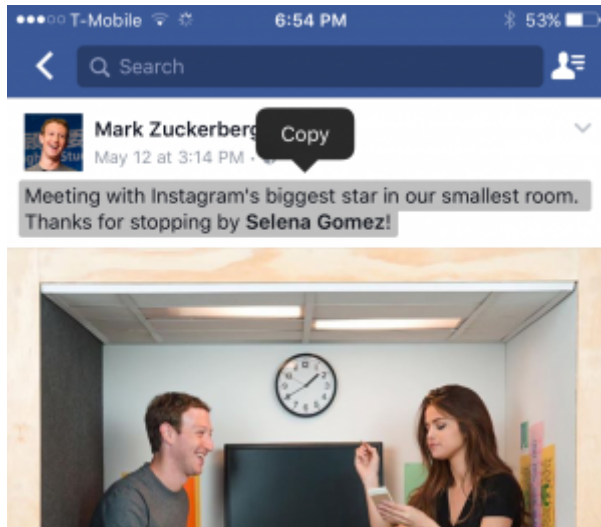 T-Mobile
6:54 PM
53%
Search
Mark Zuckerberg
Copy
May 12 at 3:14 PM ·
Meeting with Instagram's biggest star in our smallest room.
Thanks for stopping by Selena Gomez!